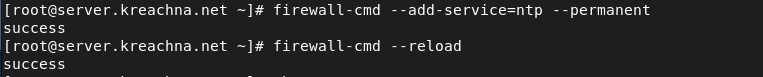 [root@server.kreachna.net ~]# firewall-cmd --add-service=ntp --permanent
success
[root@server.kreachna.net ~]# firewall-cmd --reload
success